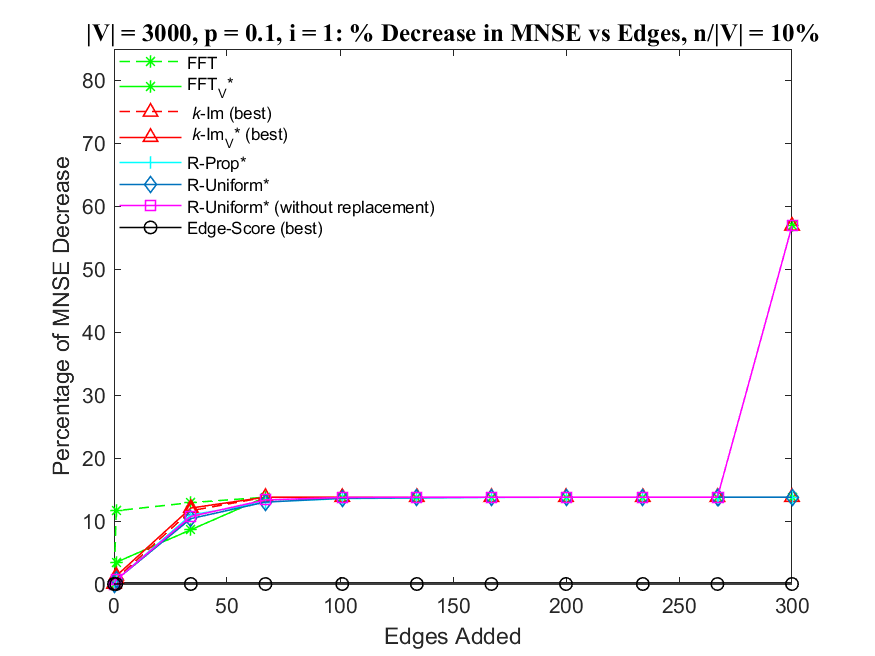 |V| = 3000, p = 0.1, i = 1: % Decrease in MNSE vs Edges, n/|V| = 10%
FFT
FFT_V*
k-Im (best)
k-Im_V* (best)
R-Prop*
R-Uniform*
R-Uniform* (without replacement)
Edge-Score (best)
Percentage of MNSE Decrease
80
70
60
50
40
30
20
10
0
0 50 100 150 200 250 300
Edges Added